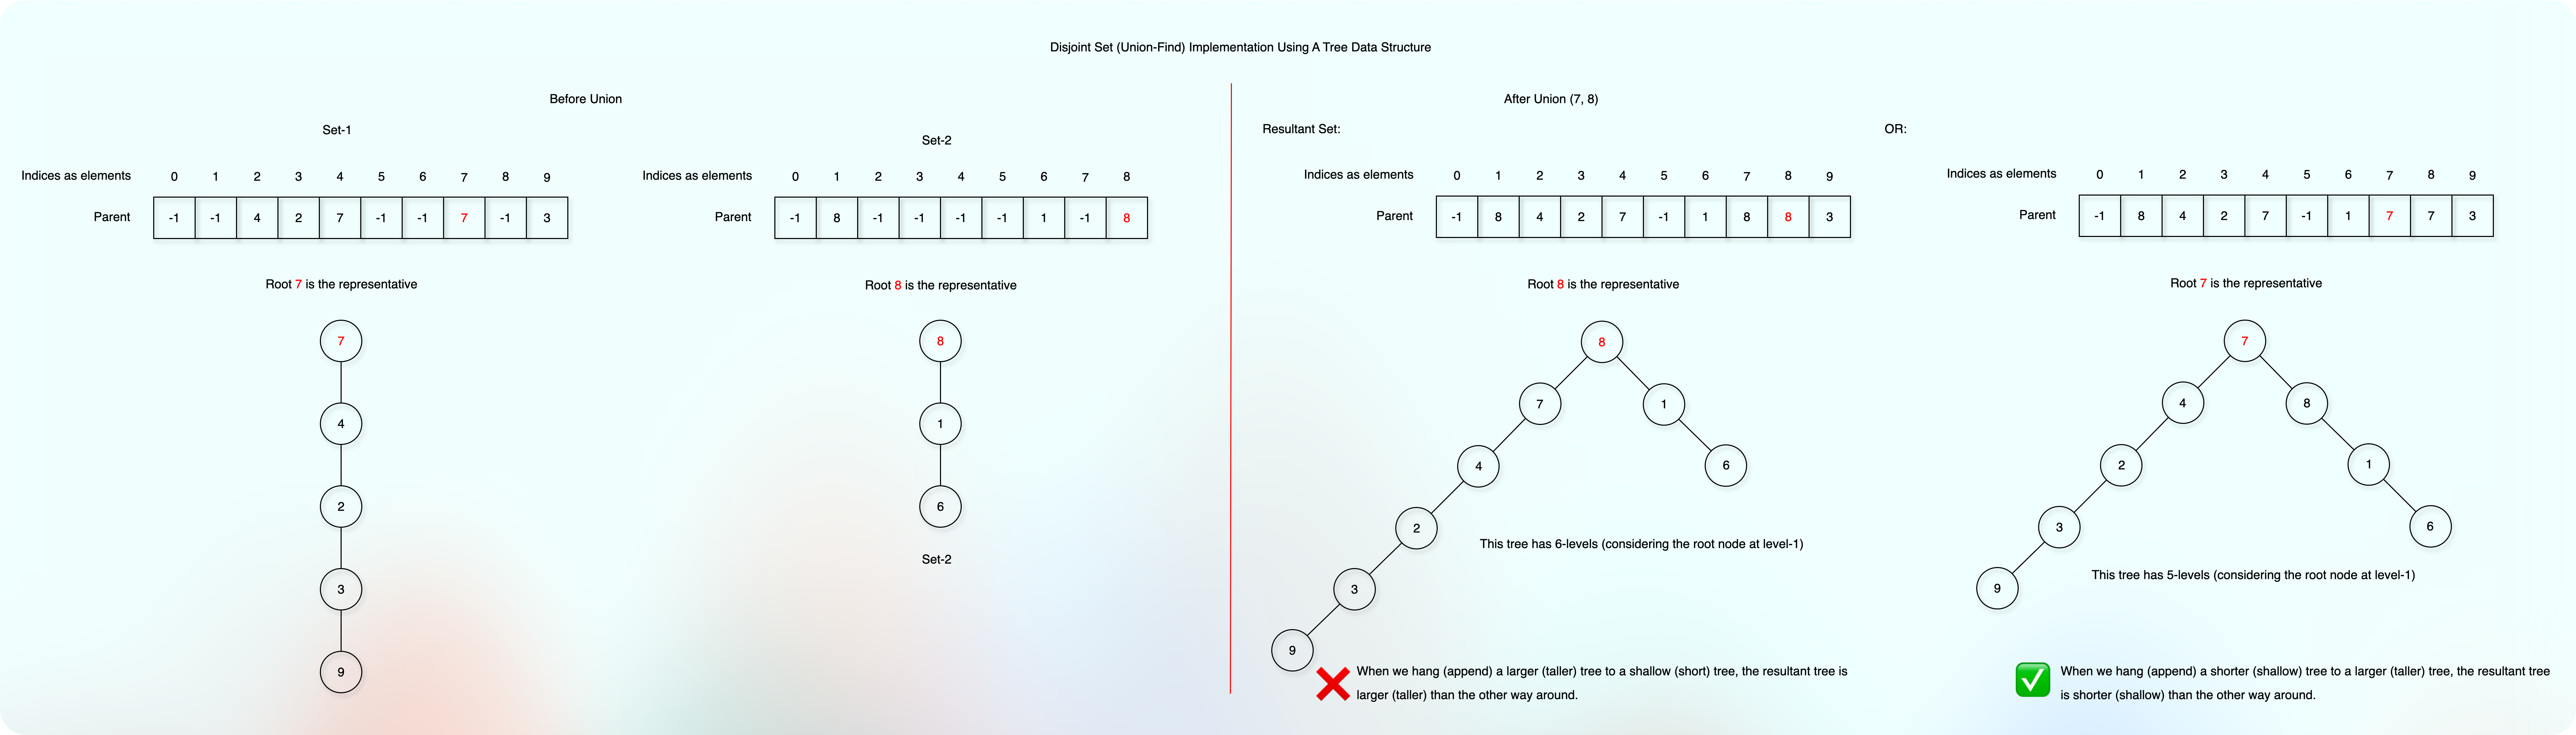 Disjoint Set (Union-Find) Implementation Using A Tree Data Structure
Before Union
Set-1
Indices as elements 0 1 2 3 4 5 6 7 8 9
Parent -1 -1 4 2 7 -1 -1 7 -1 3
Root 7 is the representative
7
4
2
3
9
Set-2
Indices as elements 0 1 2 3 4 5 6 7 8
Parent -1 8 -1 -1 -1 -1 1 -1 8
Root 8 is the representative
8
1
6
Set-2
After Union (7, 8)
Resultant Set:
Indices as elements 0 1 2 3 4 5 6 7 8 9
Parent -1 8 4 2 7 -1 1 8 8 3
Root 8 is the representative
8
7 1
4 6
2
3
9
This tree has 6-levels (considering the root node at level-1)
When we hang (append) a larger (taller) tree to a shallow (short) tree, the resultant tree is
larger (taller) than the other way around.
OR:
Indices as elements 0 1 2 3 4 5 6 7 8 9
Parent -1 8 4 2 7 -1 1 7 7 3
Root 7 is the representative
7
4 8
2 1
3 6
9
This tree has 5-levels (considering the root node at level-1)
When we hang (append) a shorter (shallow) tree to a larger (taller) tree, the resultant tree
is shorter (shallow) than the other way around.